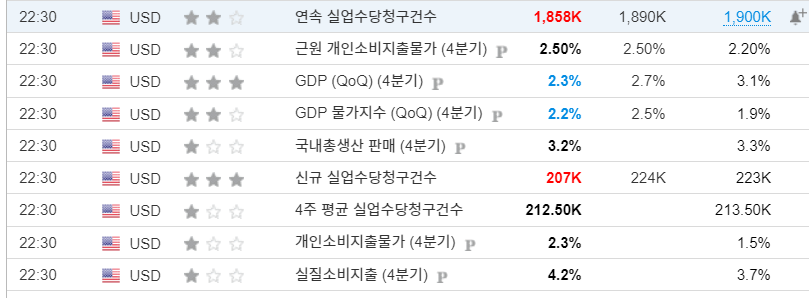 22:30 USD 연속 실업수당청구건수 1,858K 1,890K 1,900K
22:30 USD 근원 개인소비지출물가 (4분기) P 2.50% 2.50% 2.20%
22:30 USD GDP (QoQ) (4분기) P 2.3% 2.7% 3.1%
22:30 USD GDP 물가지수 (QoQ) (4분기) P 2.2% 2.5% 1.9%
22:30 USD 국내총생산 판매 (4분기) P 3.2% 3.3%
22:30 USD 신규 실업수당청구건수 207K 224K 223K
22:30 USD 4주 평균 실업수당청구건수 212.50K 213.50K
22:30 USD 개인소비지출물가 (4분기) P 2.3% 1.5%
22:30 USD 실질소비지출 (4분기) P 4.2% 3.7%